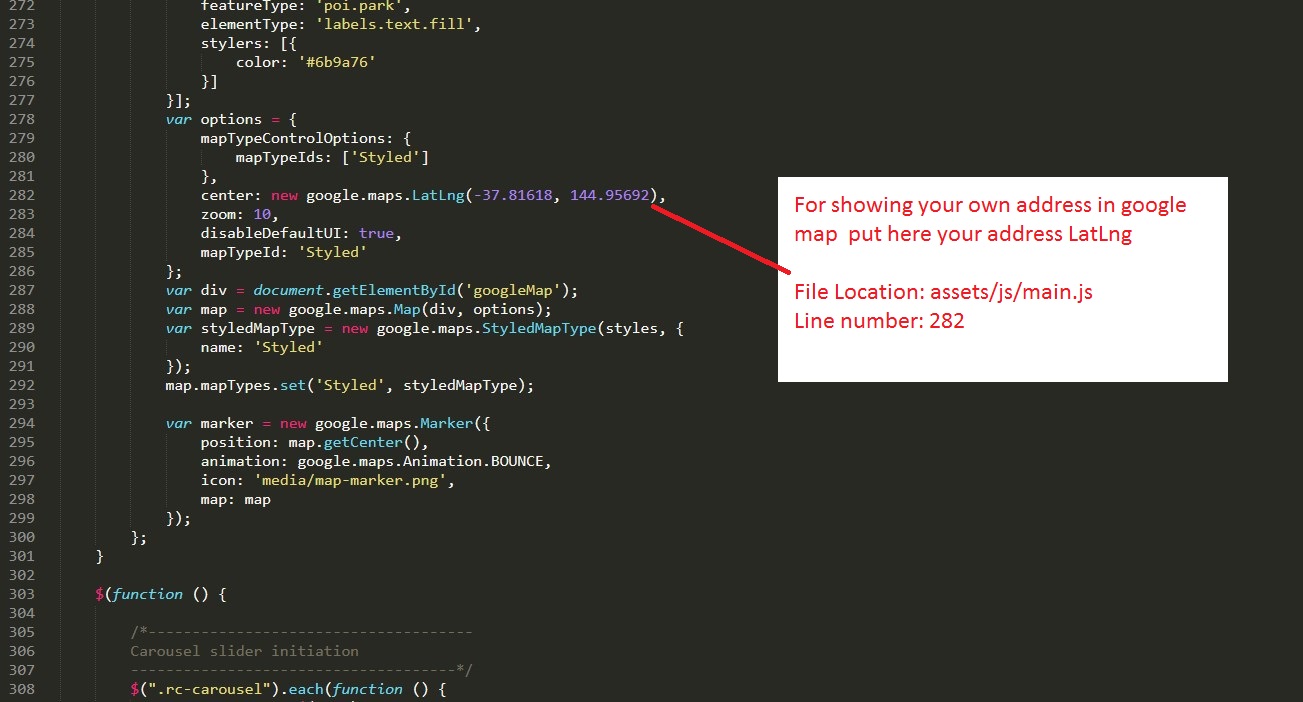 272 featureType: 'poi.park',
273 elementType: 'labels.text.fill',
274 stylers: [{
275 color: '#6b9a76'
276 }]
277 }];
278 var options = {
279 mapTypeControlOptions: {
280 mapTypeIds: ['Styled']
281 },
282 center: new google.maps.LatLng(-37.81618, 144.95692),
283 zoom: 10,
284 disableDefaultUI: true,
285 mapTypeId: 'Styled'
286 };
287 var div = document.getElementById('googleMap');
288 var map = new google.maps.Map(div, options);
289 var styledMapType = new google.maps.StyledMapType(styles, {
290 name: 'Styled'
291 });
292 map.mapTypes.set('Styled', styledMapType);
293
294 var marker = new google.maps.Marker({
295 position: map.getCenter(),
296 animation: google.maps.Animation.BOUNCE,
297 icon: 'media/map-marker.png',
298 map: map
299 });
300 };
301 }
302
303 $(function () {
304
305 /*-------------------------------------
306 Carousel slider initiation
307 -------------------------------------*/
308 $(".rc-carousel").each(function () {
For showing your own address in google
map put here your address LatLng
File Location: assets/js/main.js
Line number: 282